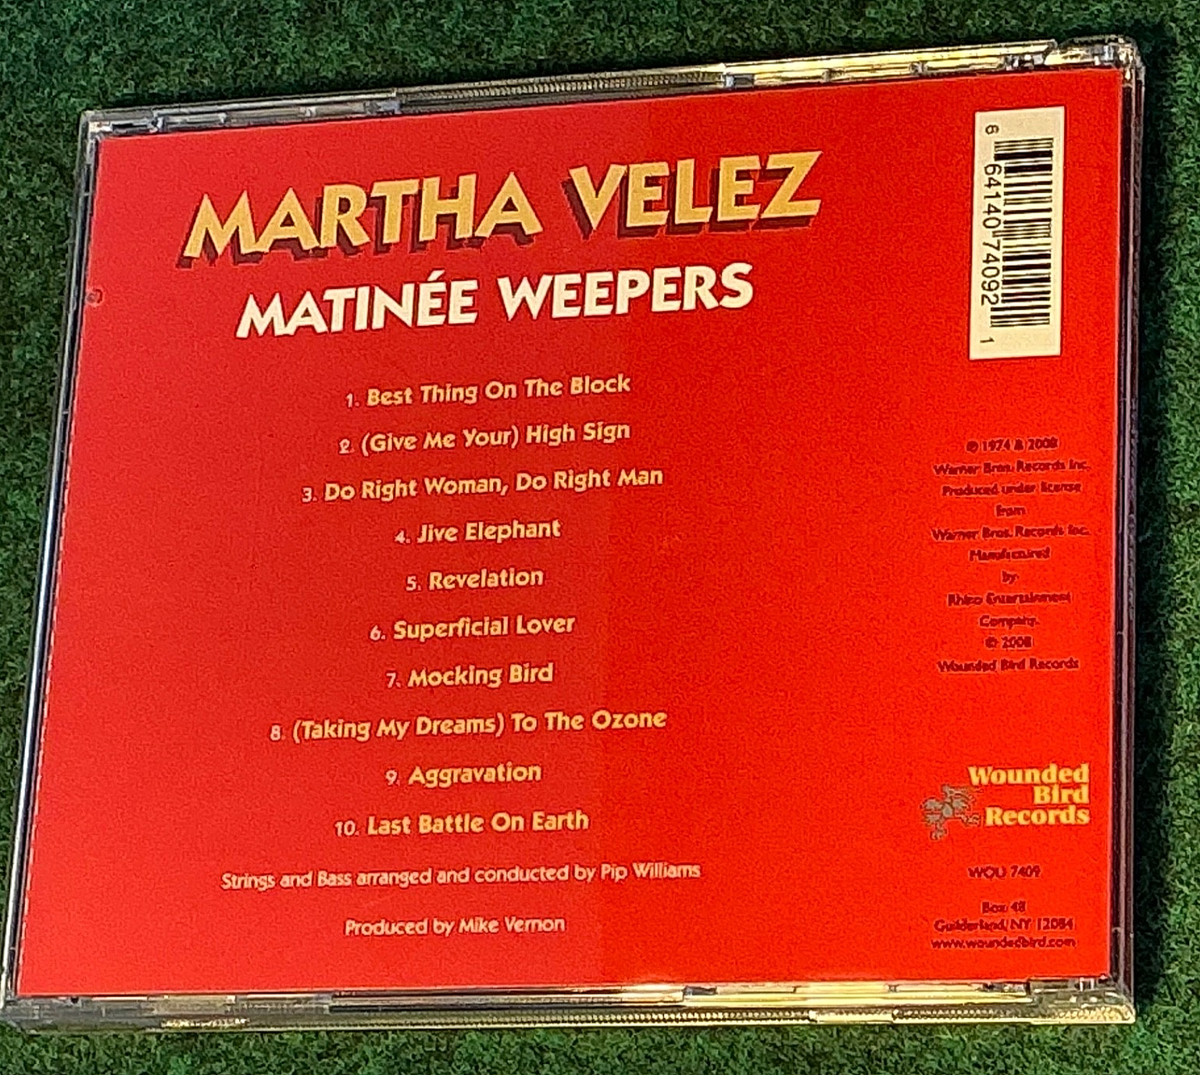 MARTHA VELEZ
MATINÉE WEEPERS
1. Best Thing On The Block
2. (Give Me Your) High Sign
3. Do Right Woman, Do Right Man
4. Jive Elephant
5. Revelation
6. Superficial Lover
7. Mocking Bird
8. (Taking My Dreams) To The Ozone
9. Aggravation
10. Last Battle On Earth
Strings and Bass arranged and conducted by Pip Williams
Produced by Mike Vernon
6 64140 74092 1
℗ 1974 & 2008
Warner Bros. Records Inc.
Produced under license
from
Warner Bros. Records Inc.
Manufactured
by
Rhino Entertainment
Company.
© 2008
Wounded Bird Records
Wounded
Bird
Records
WOU 7409
Box 48
Guilderland, NY 12084
www.woundedbird.com